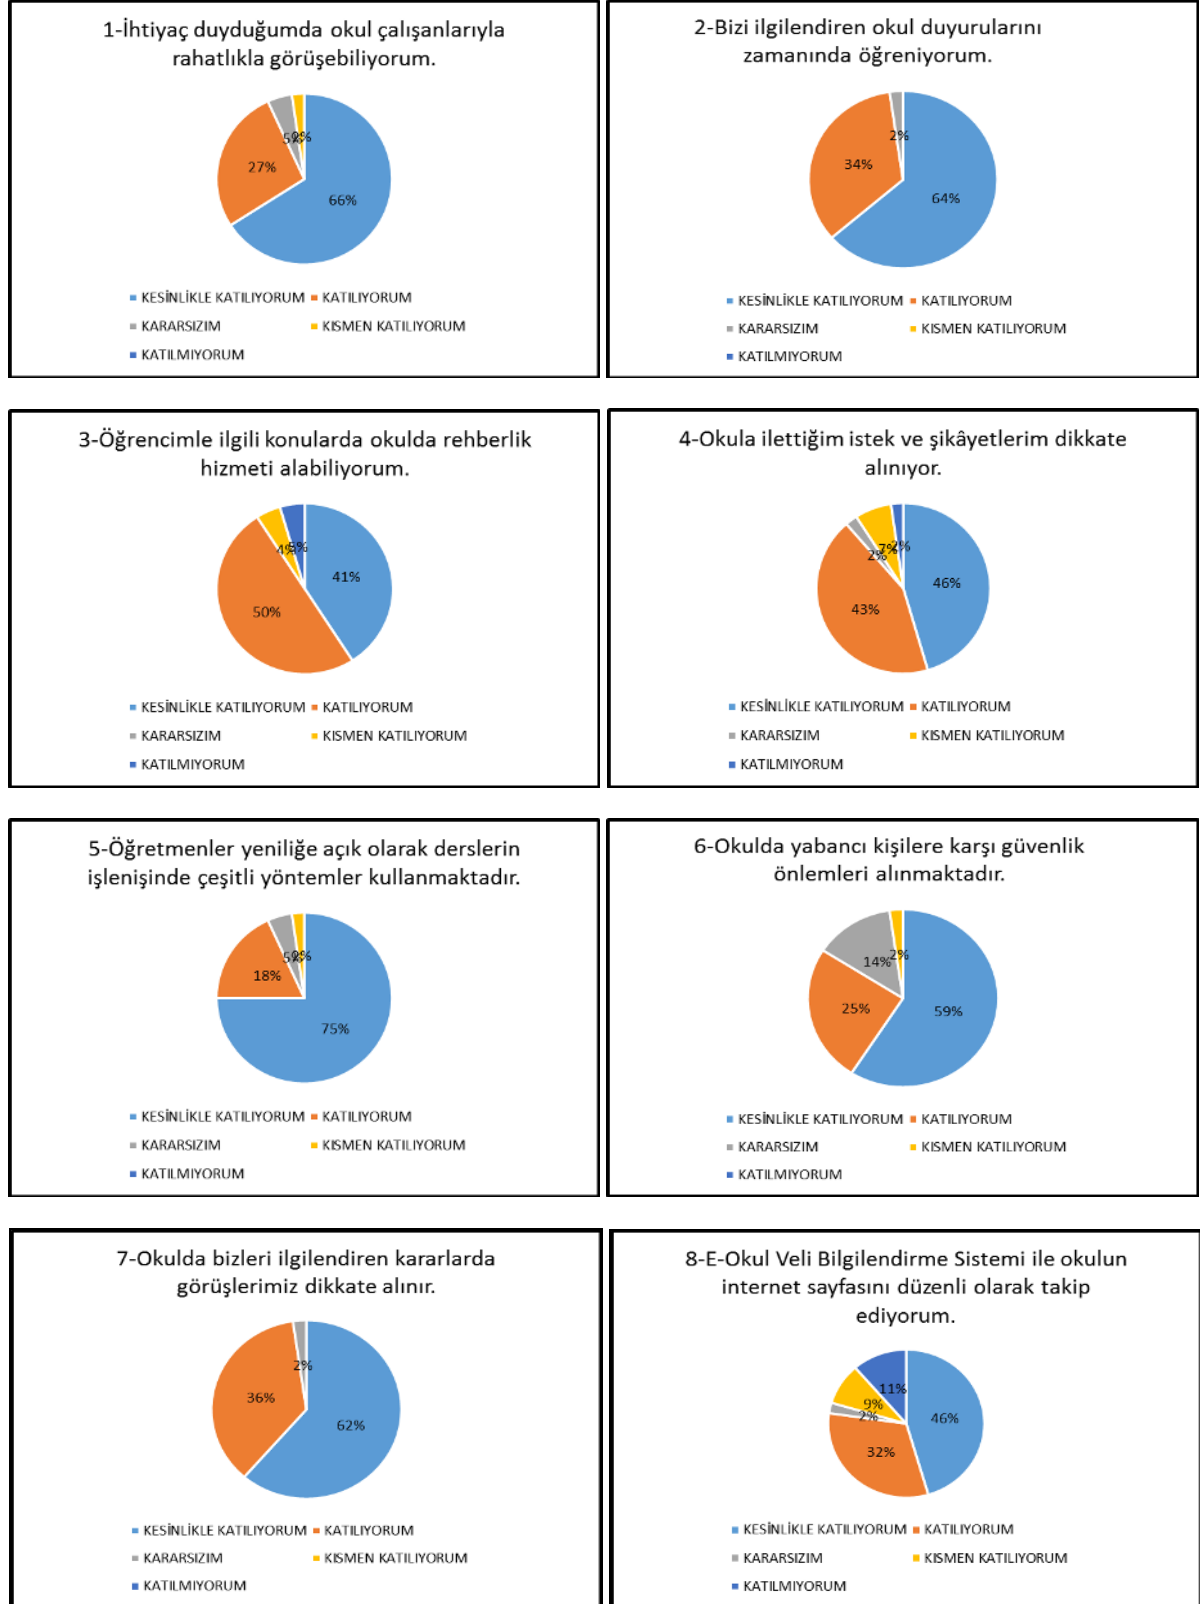 1-İhtiyaç duyduğumda okul çalışanlarıyla
rahatlıkla görüşebiliyorum.
5%
2%
27%
66%
KESİNLİKLE KATILIYORUM
KATILIYORUM
KARARSIZIM
KISMEN KATILIYORUM
KATILMIYORUM
2-Bizi ilgilendiren okul duyurularını
zamanında öğreniyorum.
2%
34%
64%
KESİNLİKLE KATILIYORUM
KATILIYORUM
KARARSIZIM
KISMEN KATILIYORUM
KATILMIYORUM
3-Öğrencimle ilgili konularda okulda rehberlik
hizmeti alabiliyorum.
4%
5%
41%
50%
KESİNLİKLE KATILIYORUM
KATILIYORUM
KARARSIZIM
KISMEN KATILIYORUM
KATILMIYORUM
4-Okula ilettiğim istek ve şikâyetlerim dikkate
alınıyor.
7%
2%
2%
46%
43%
KESİNLİKLE KATILIYORUM
KATILIYORUM
KARARSIZIM
KISMEN KATILIYORUM
KATILMIYORUM
5-Öğretmenler yeniliğe açık olarak derslerin
işlenişinde çeşitli yöntemler kullanmaktadır.
5%
2%
18%
75%
KESİNLİKLE KATILIYORUM
KATILIYORUM
KARARSIZIM
KISMEN KATILIYORUM
KATILMIYORUM
6-Okulda yabancı kişilere karşı güvenlik
önlemleri alınmaktadır.
2%
14%
25%
59%
KESİNLİKLE KATILIYORUM
KATILIYORUM
KARARSIZIM
KISMEN KATILIYORUM
KATILMIYORUM
7-Okulda bizleri ilgilendiren kararlarda
görüşlerimiz dikkate alınır.
2%
36%
62%
KESİNLİKLE KATILIYORUM
KATILIYORUM
KARARSIZIM
KISMEN KATILIYORUM
KATILMIYORUM
8-E-Okul Veli Bilgilendirme Sistemi ile okulun
internet sayfasını düzenli olarak takip
ediyorum.
11%
9%
2%
46%
32%
KESİNLİKLE KATILIYORUM
KATILIYORUM
KARARSIZIM
KISMEN KATILIYORUM
KATILMIYORUM